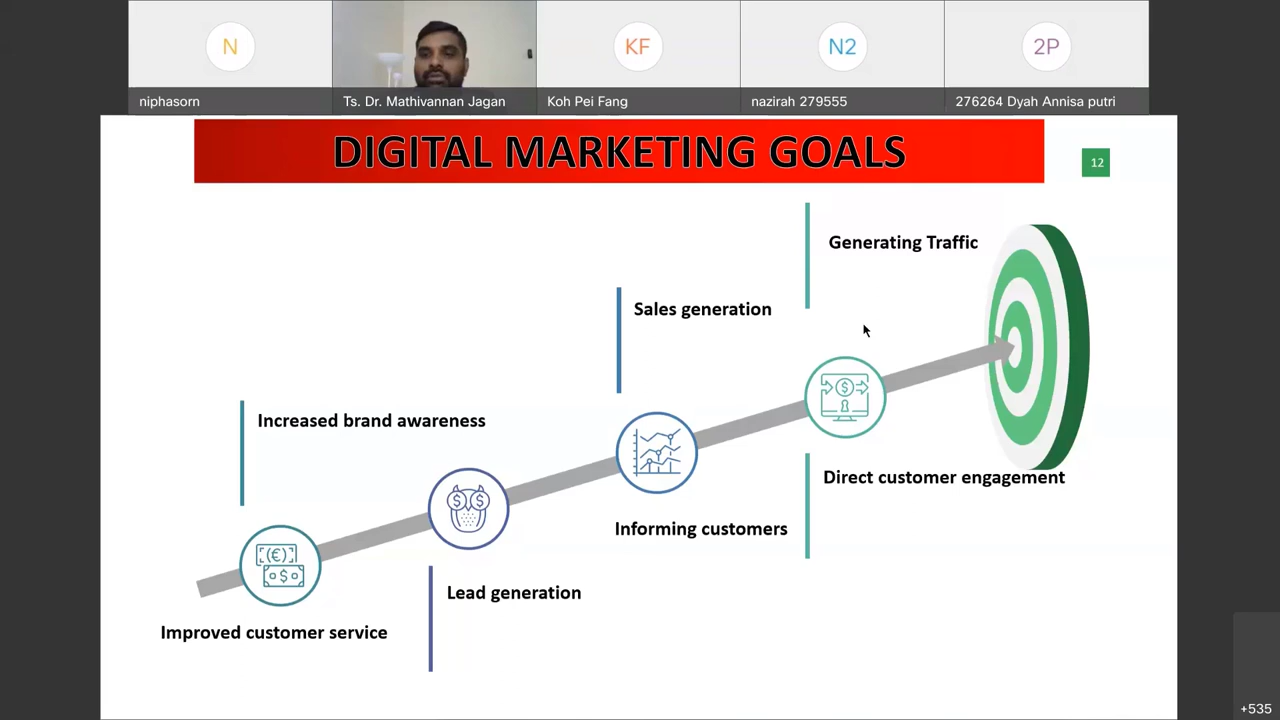 N
KF
N2
2P
niphasorn
Ts. Dr. Mathivannan Jagan
Koh Pei Fang
nazirah 279555
276264 Dyah Annisa putri
DIGITAL MARKETING GOALS
12
Generating Traffic
Sales generation
Increased brand awareness
Direct customer engagement
Informing customers
Lead generation
Improved customer service
+535